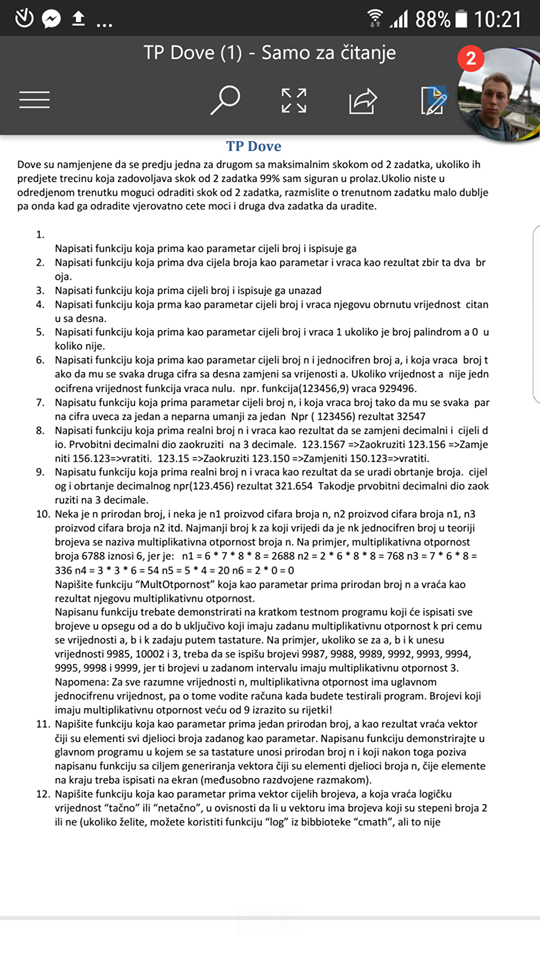 88% 10:21
TP Dove (1) - Samo za čitanje
2
TP Dove
Dove su namjenjene da se predju jedna za drugom sa maksimalnim skokom od 2 zadatka, ukoliko ih
predjete trecinu koja zadovoljava skok od 2 zadatka 99% sam siguran u prolaz.Ukolio niste u
odredjenom trenutku moguci odraditi skok od 2 zadatka, razmislite o trenutnom zadatku malo dublje
pa onda kad ga odradite vjerovatno cete moci i druga dva zadatka da uradite.
1.
Napisati funkciju koja prima kao parametar cijeli broj i ispisuje ga
2. Napisati funkciju koja prima dva cijela broja kao parametar i vraca kao rezultat zbir ta dva br
oja.
3. Napisati funkciju koja prima cijeli broj i ispisuje ga unazad
4. Napisati funkciju koja prma kao parametar cijeli broj i vraca njegovu obrnutu vrijednost citan
u sa desna.
5. Napisati funkciju koja prima kao parametar cijeli broj i vraca 1 ukoliko je broj palindrom a 0 u
koliko nije.
6. Napisati funkciju koja prima kao parametar cijeli broj n i jednocifren broj a, i koja vraca broj t
ako da mu se svaka druga cifra sa desna zamjeni sa vrijenosti a. Ukoliko vrijednost a nije jedn
ocifrena vrijednost funkcija vraca nulu. npr. funkcija(123456,9) vraca 929496.
7. Napisatu funkciju koja prima parametar cijeli broj n, i koja vraca broj tako da mu se svaka par
na cifra uveca za jedan a neparna umanji za jedan Npr ( 123456) rezultat 32547
8. Napisati funkciju koja prima realni broj n i vraca kao rezultat da se zamjeni decimalni i cijeli d
io. Prvobitni decimalni dio zaokruziti na 3 decimale. 123.1567 =>Zaokruziti 123.156 =>Zamje
niti 156.123=>vratiti. 123.15 =>Zaokruziti 123.150 =>Zamjeniti 150.123=>vratiti.
9. Napisatu funkciju koja prima realni broj n i vraca kao rezultat da se uradi obrtanje broja. cijel
og i obrtanje decimalnog npr(123.456) rezultat 321.654 Takodje prvobitni decimalni dio zaok
ruziti na 3 decimale.
10. Neka je n prirodan broj, i neka je n1 proizvod cifara broja n, n2 proizvod cifara broja n1, n3
proizvod cifara broja n2 itd. Najmanji broj k za koji vrijedi da je nk jednocifren broj u teoriji
brojeva se naziva multiplikativna otpornost broja n. Na primjer, multiplikativna otpornost
broja 6788 iznosi 6, jer je: n1 = 6 * 7 * 8 * 8 = 2688 n2 = 2 * 6 * 8 * 8 = 768 n3 = 7 * 6 * 8 =
336 n4 = 3 * 3 * 6 = 54 n5 = 5 * 4 = 20 n6 = 2 * 0 = 0
Napišite funkciju “MultOtpornost” koja kao parametar prima prirodan broj n a vraća kao
rezultat njegovu multiplikativnu otpornost.
Napisanu funkciju trebate demonstrirati na kratkom testnom programu koji će ispisati sve
brojeve u opsegu od a do b uključivo koji imaju zadanu multiplikativnu otpornost k pri cemu
se vrijednosti a, b i k zadaju putem tastature. Na primjer, ukoliko se za a, b i k unesu
vrijednosti 9985, 10002 i 3, treba da se ispišu brojevi 9987, 9988, 9989, 9992, 9993, 9994,
9995, 9998 i 9999, jer ti brojevi u zadanom intervalu imaju multiplikativnu otpornost 3.
Napomena: Za sve razumne vrijednosti n, multiplikativna otpornost ima uglavnom
jednocifrenu vrijednost, pa o tome vodite računa kada budete testirali program. Brojevi koji
imaju multiplikativnu otpornost veću od 9 izrazito su rijetki!
11. Napišite funkciju koja kao parametar prima jedan prirodan broj, a kao rezultat vraća vektor
čiji su elementi svi djelioci broja zadanog kao parametar. Napisanu funkciju demonstrirajte u
glavnom programu u kojem se sa tastature unosi prirodan broj n i koji nakon toga poziva
napisanu funkciju sa ciljem generiranja vektora čiji su elementi djelioci broja n, čije elemente
na kraju treba ispisati na ekran (međusobno razdvojene razmakom).
12. Napišite funkciju koja kao parametar prima vektor cijelih brojeva, a koja vraća logičku
vrijednost “tačno” ili “netačno”, u ovisnosti da li u vektoru ima brojeva koji su stepeni broja 2
ili ne (ukoliko želite, možete koristiti funkciju “log” iz bibbioteke “cmath”, ali to nije